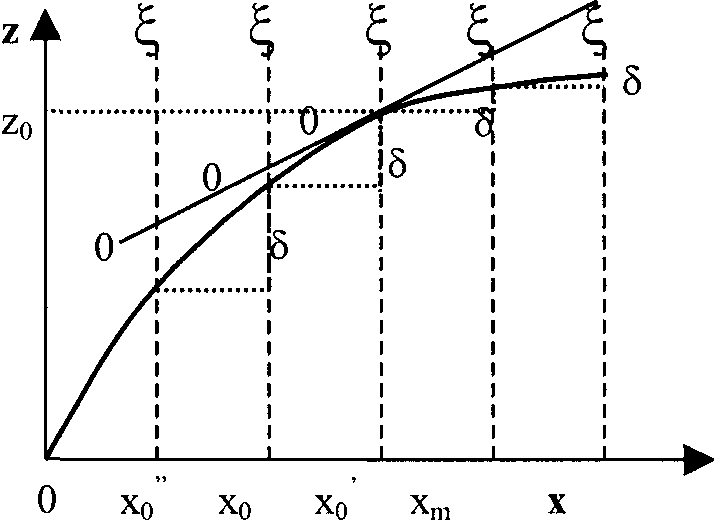 z ξ ξ ξ ξ ξ
δ
z₀ 0 δ
δ
0
0 δ
0 x₀'' x₀ x₀' xₘ x